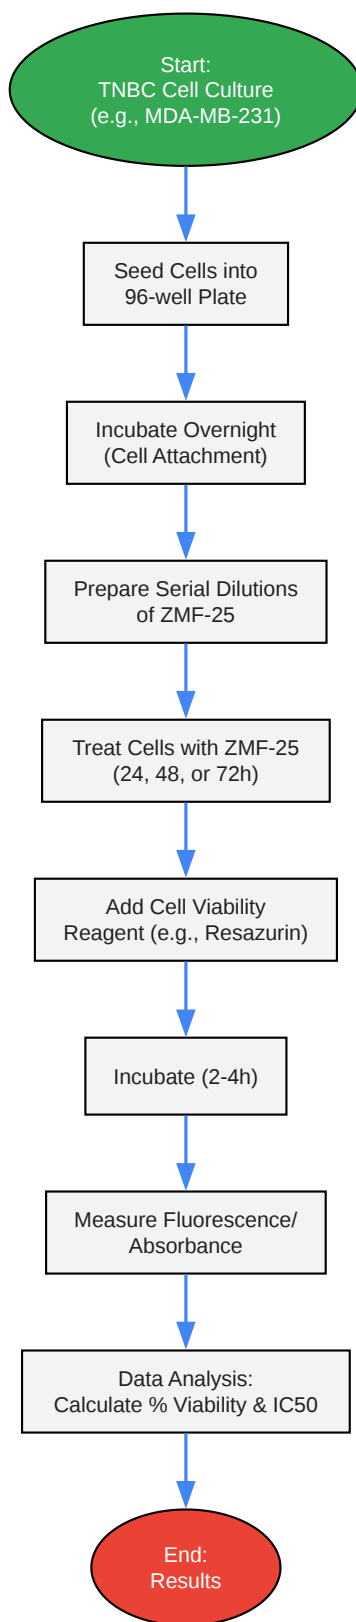 Start:
TNBC Cell Culture
(e.g., MDA-MB-231)
Seed Cells into
96-well Plate
Incubate Overnight
(Cell Attachment)
Prepare Serial Dilutions
of ZMF-25
Treat Cells with ZMF-25
(24, 48, or 72h)
Add Cell Viability
Reagent (e.g., Resazurin)
Incubate (2-4h)
Measure Fluorescence/
Absorbance
Data Analysis:
Calculate % Viability & IC50
End:
Results